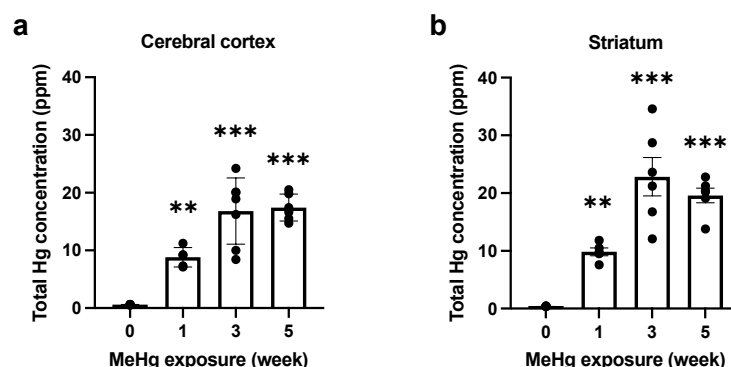 a
Cerebral cortex
Total Hg concentration (ppm)
40
30
20
10
0
**
***
***
0 1 3 5
MeHg exposure (week)
b
Striatum
Total Hg concentration (ppm)
40
30
20
10
0
**
***
***
0 1 3 5
MeHg exposure (week)